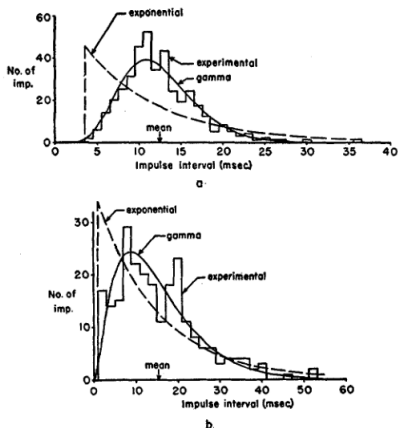 60
exponential
40
No. of
imp.
experimental
gamma
20
mean
0
0 5 10 15 20 25 30 35 40
Impulse interval (msec)
a.
exponential
30
gamma
20
experimental
No. of
imp.
10
mean
0
0 10 20 30 40 50 60
Impulse interval (msec)
b.